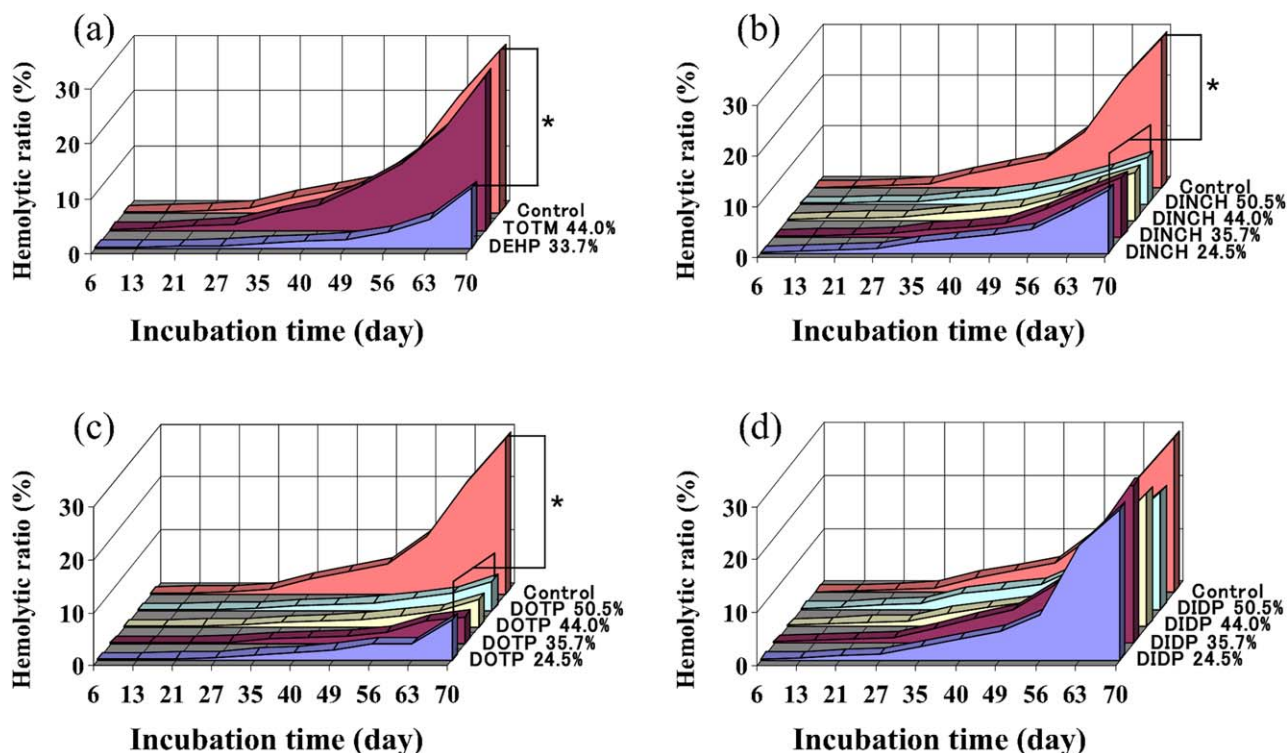 (a)
Hemolytic ratio (%)
30
20
10
0
*
Control
TOTM 44.0%
DEHP 33.7%
6 13 21 27 35 40 49 56 63 70
Incubation time (day)
(b)
Hemolytic ratio (%)
30
20
10
0
*
Control
DINCH 50.5%
DINCH 44.0%
DINCH 35.7%
DINCH 24.5%
6 13 21 27 35 40 49 56 63 70
Incubation time (day)
(c)
Hemolytic ratio (%)
30
20
10
0
*
Control
DOTP 50.5%
DOTP 44.0%
DOTP 35.7%
DOTP 24.5%
6 13 21 27 35 40 49 56 63 70
Incubation time (day)
(d)
Hemolytic ratio (%)
30
20
10
0
Control
DIDP 50.5%
DIDP 44.0%
DIDP 35.7%
DIDP 24.5%
6 13 21 27 35 40 49 56 63 70
Incubation time (day)